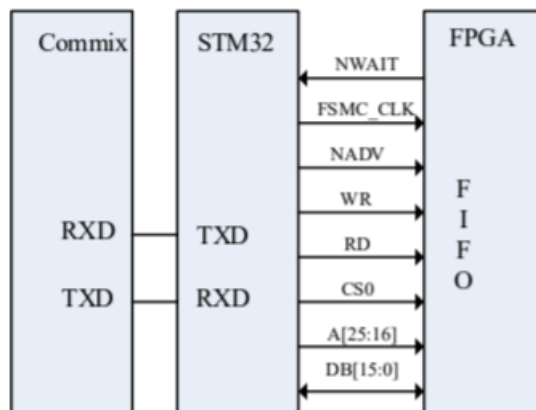 Commix
STM32
FPGA
NWAIT
FSMC_CLK
NADV
WR
RD
CS0
A[25:16]
DB[15:0]
RXD
TXD
TXD
RXD
F
I
F
O